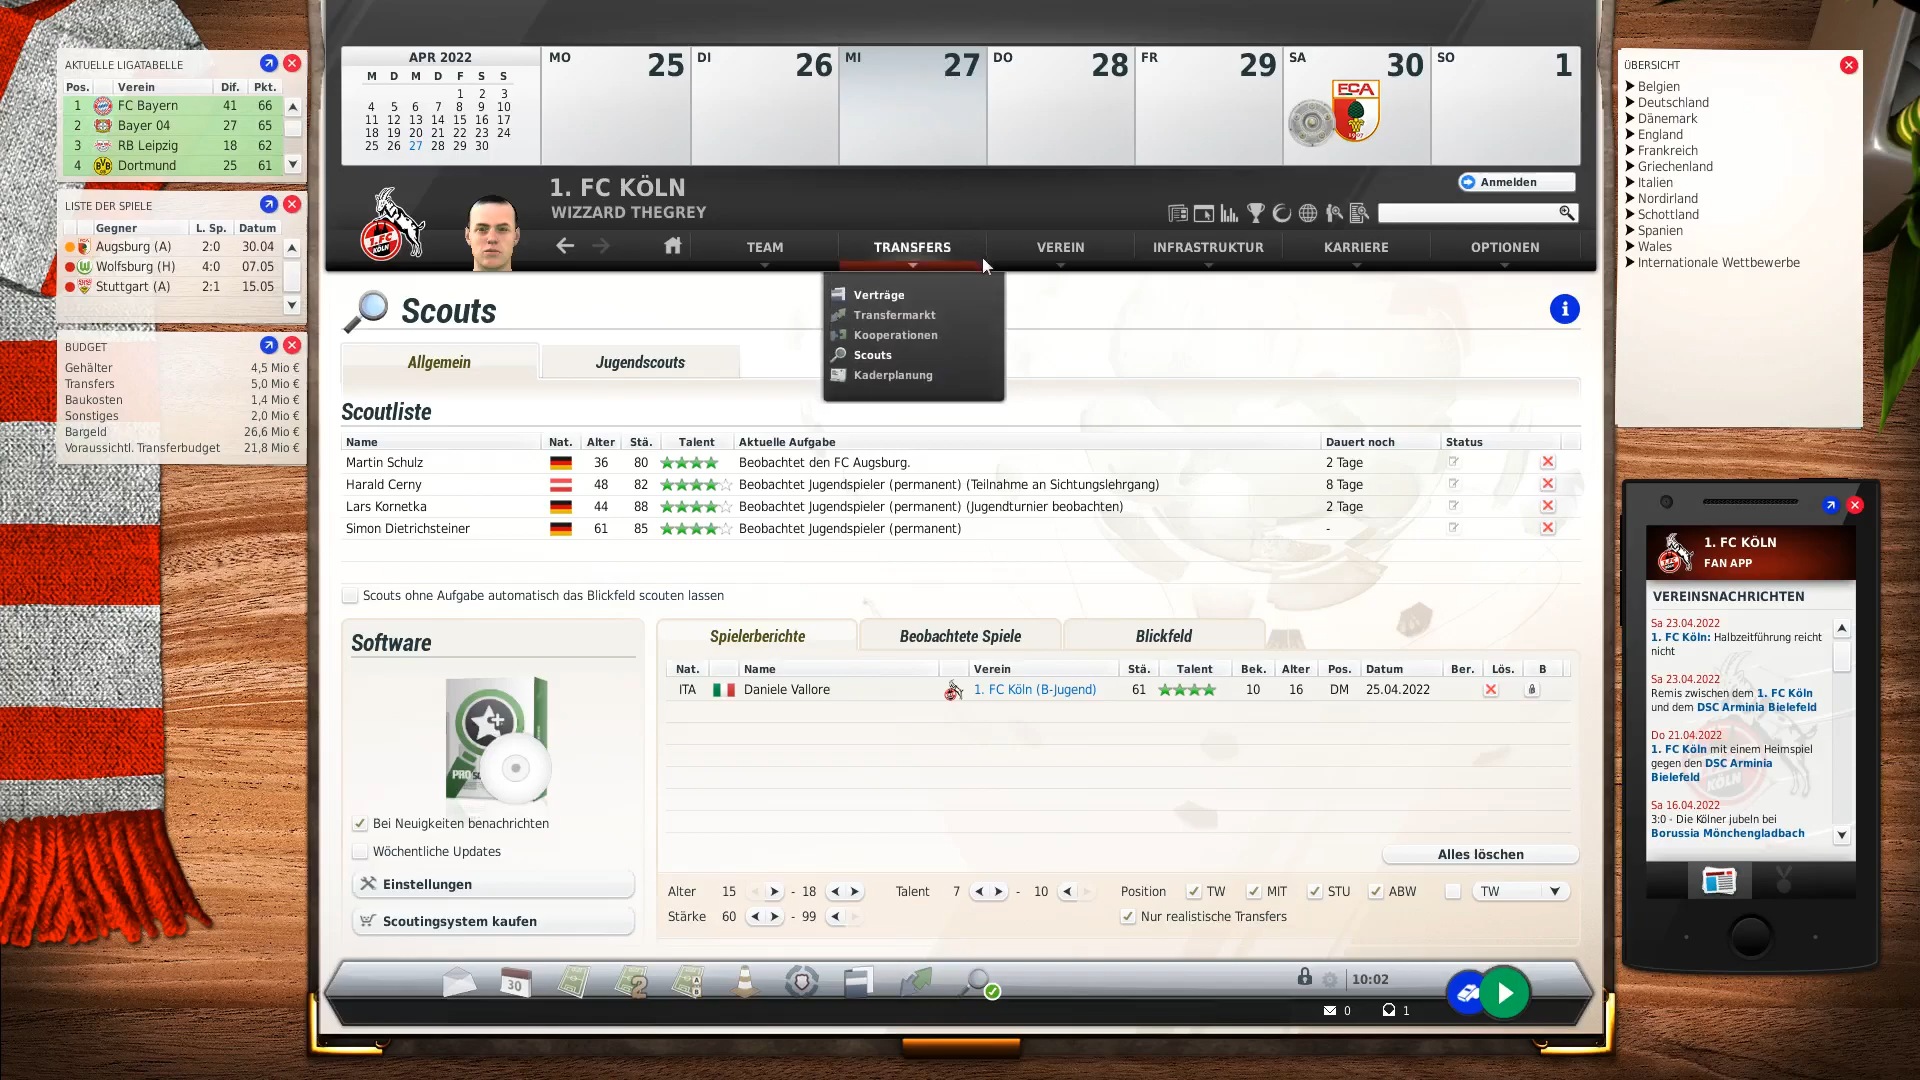 AKTUELLE LIGATABELLE
Pos. Verein Dif. Pkt.
1 FC Bayern 41 66
2 Bayer 04 27 65
3 RB Leipzig 18 62
4 Dortmund 25 61
LISTE DER SPIELE
Gegner L. Sp. Datum
Augsburg (A) 2:0 30.04
Wolfsburg (H) 4:0 07.05
Stuttgart (A) 2:1 15.05
BUDGET
Gehälter 4,5 Mio €
Transfers 5,0 Mio €
Baukosten 1,4 Mio €
Sonstiges 2,0 Mio €
Bargeld 26,6 Mio €
Voraussichtl. Transferbudget 21,8 Mio €
APR 2022
M D M D F S S
1 2 3
4 5 6 7 8 9 10
11 12 13 14 15 16 17
18 19 20 21 22 23 24
25 26 27 28 29 30
MO 25 DI 26 MI 27 DO 28 FR 29 SA 30 SO 1
FCA
1907
1. FC KÖLN
WIZZARD THEGREY
Anmelden
1.FC KÖLN
TEAM TRANSFERS VEREIN INFRASTRUKTUR KARRIERE OPTIONEN
Verträge
Transfermarkt
Kooperationen
Scouts
Kaderplanung
Scouts
Allgemein Jugendscouts
Scoutliste
Name Nat. Alter Stä. Talent Aktuelle Aufgabe Dauert noch Status
Martin Schulz 36 80 Beobachtet den FC Augsburg. 2 Tage
Harald Cerny 48 82 Beobachtet Jugendspieler (permanent) (Teilnahme an Sichtungslehrgang) 8 Tage
Lars Kornetka 44 88 Beobachtet Jugendspieler (permanent) (Jugendturnier beobachten) 2 Tage
Simon Dietrichsteiner 61 85 Beobachtet Jugendspieler (permanent) -
Scouts ohne Aufgabe automatisch das Blickfeld scouten lassen
Software
Bei Neuigkeiten benachrichten
Wöchentliche Updates
Einstellungen
Scoutingsystem kaufen
Spielerberichte Beobachtete Spiele Blickfeld
Nat. Name Verein Stä. Talent Bek. Alter Pos. Datum Ber. Lös. B
ITA Daniele Vallore 1. FC Köln (B-Jugend) 61 10 16 DM 25.04.2022
Alles löschen
Alter 15 - 18 Talent 7 - 10 Position TW MIT STU ABW TW
Stärke 60 - 99 Nur realistische Transfers
30 2 10:02
0 1
ÜBERSICHT
Belgien
Deutschland
Dänemark
England
Frankreich
Griechenland
Italien
Nordirland
Schottland
Spanien
Wales
Internationale Wettbewerbe
1. FC KÖLN
FAN APP
VEREINSNACHRICHTEN
Sa 23.04.2022
1. FC Köln: Halbzeitführung reicht
nicht
Sa 23.04.2022
Remis zwischen dem 1. FC Köln
und dem DSC Arminia Bielefeld
Do 21.04.2022
1. FC Köln mit einem Heimspiel
gegen den DSC Arminia
Bielefeld
Sa 16.04.2022
3:0 - Die Kölner jubeln bei
Borussia Mönchengladbach